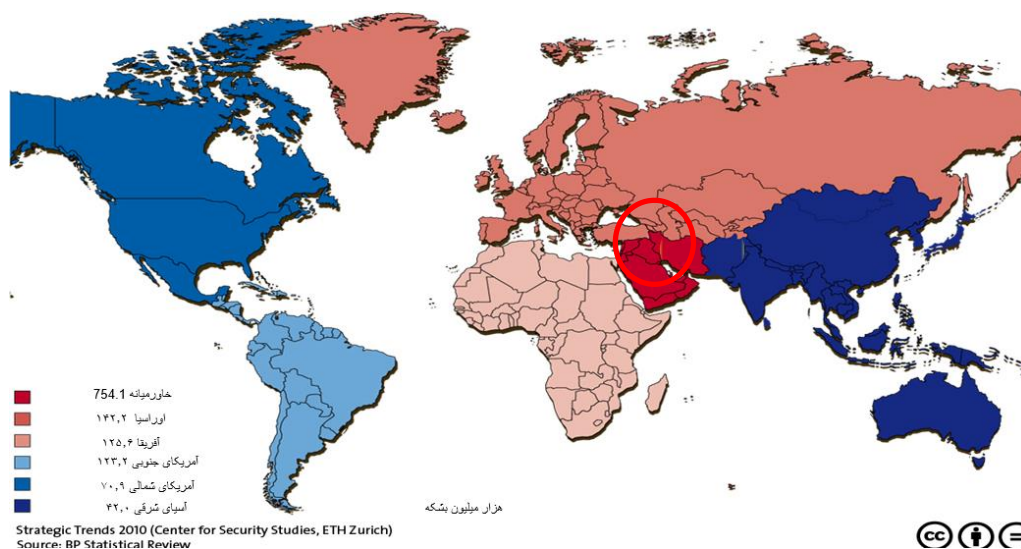 خاورمیانه 754.1
اوراسیا ۱۴۲,۲
آفریقا ۱۲۵,۶
آمریکای جنوبی ۱۲۳,۲
آمریکای شمالی ۷۰,۹
آسیای شرقی ۴۲,۰
هزار میلیون بشکه
Strategic Trends 2010 (Center for Security Studies, ETH Zurich)
Source: BP Statistical Review
cc